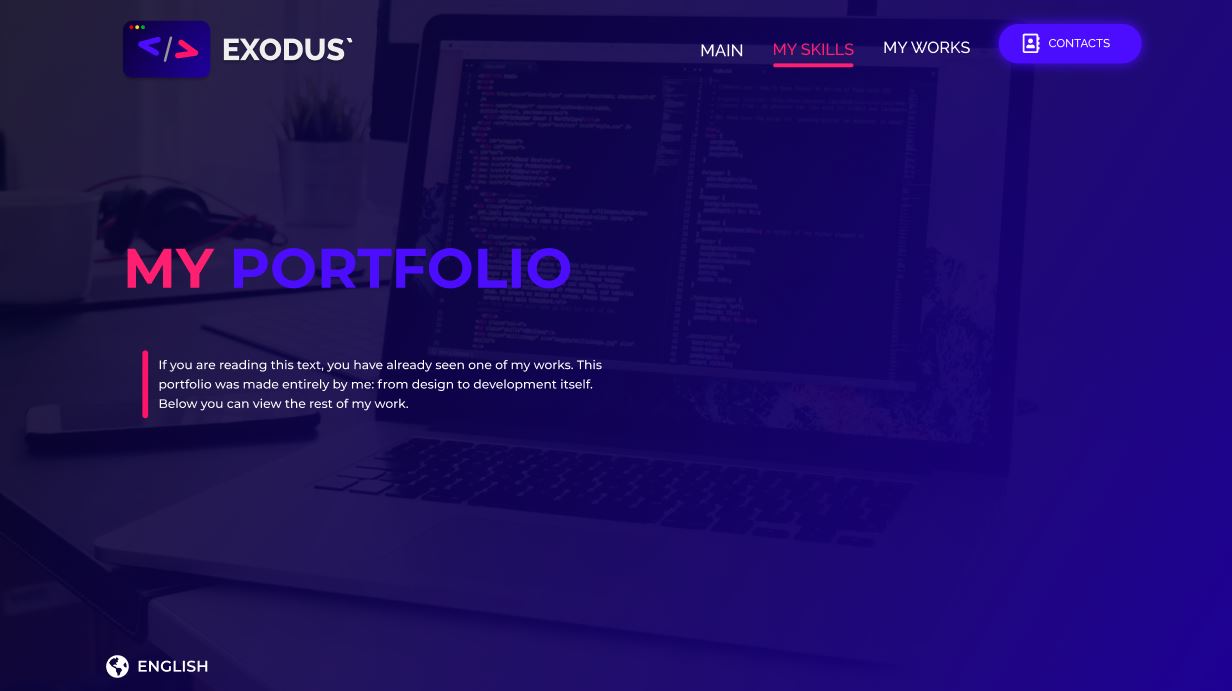 </>
EXODUS`
MAIN
MY SKILLS
MY WORKS
CONTACTS
MY PORTFOLIO
If you are reading this text, you have already seen one of my works. This
portfolio was made entirely by me: from design to development itself.
Below you can view the rest of my work.
ENGLISH